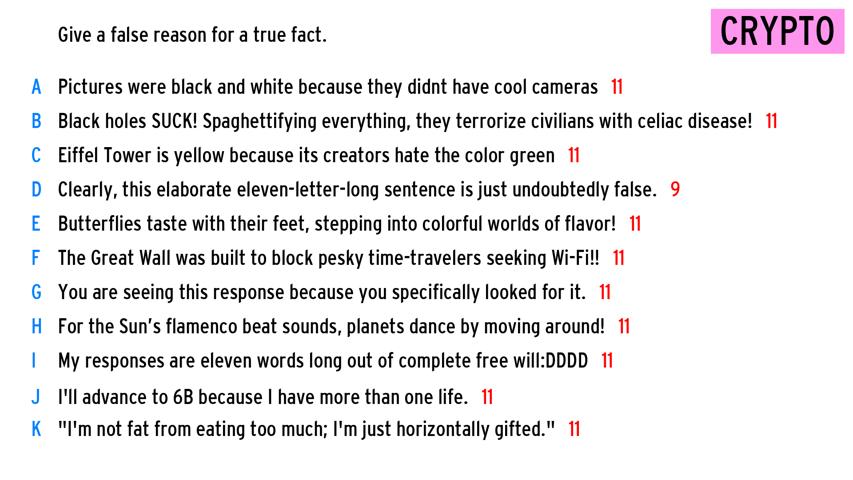 Give a false reason for a true fact.
CRYPTO
A Pictures were black and white because they didnt have cool cameras 11
B Black holes SUCK! Spaghettifying everything, they terrorize civilians with celiac disease! 11
C Eiffel Tower is yellow because its creators hate the color green 11
D Clearly, this elaborate eleven-letter-long sentence is just undoubtedly false. 9
E Butterflies taste with their feet, stepping into colorful worlds of flavor! 11
F The Great Wall was built to block pesky time-travelers seeking Wi-Fi!! 11
G You are seeing this response because you specifically looked for it. 11
H For the Sun's flamenco beat sounds, planets dance by moving around! 11
I My responses are eleven words long out of complete free will:DDDD 11
J I'll advance to 6B because I have more than one life. 11
K "I'm not fat from eating too much; I'm just horizontally gifted." 11